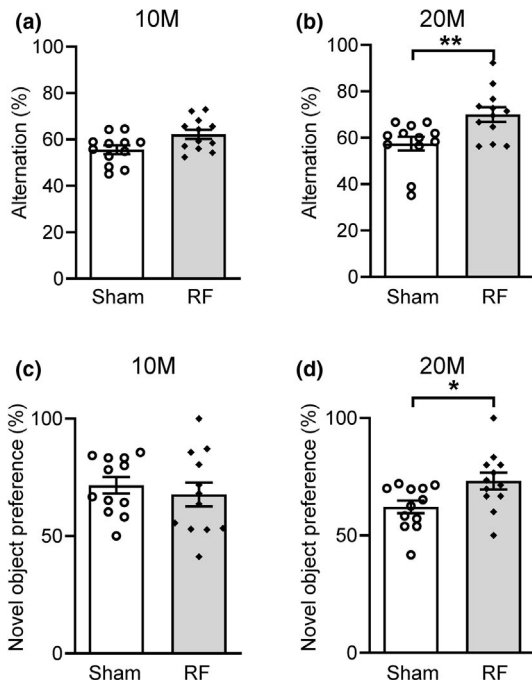 (a) 10M
Alternation (%)
100
80
60
40
20
0
Sham RF
(b) 20M
**
Alternation (%)
100
80
60
40
20
0
Sham RF
(c) 10M
Novel object preference (%)
100
50
0
Sham RF
(d) 20M
*
Novel object preference (%)
100
50
0
Sham RF